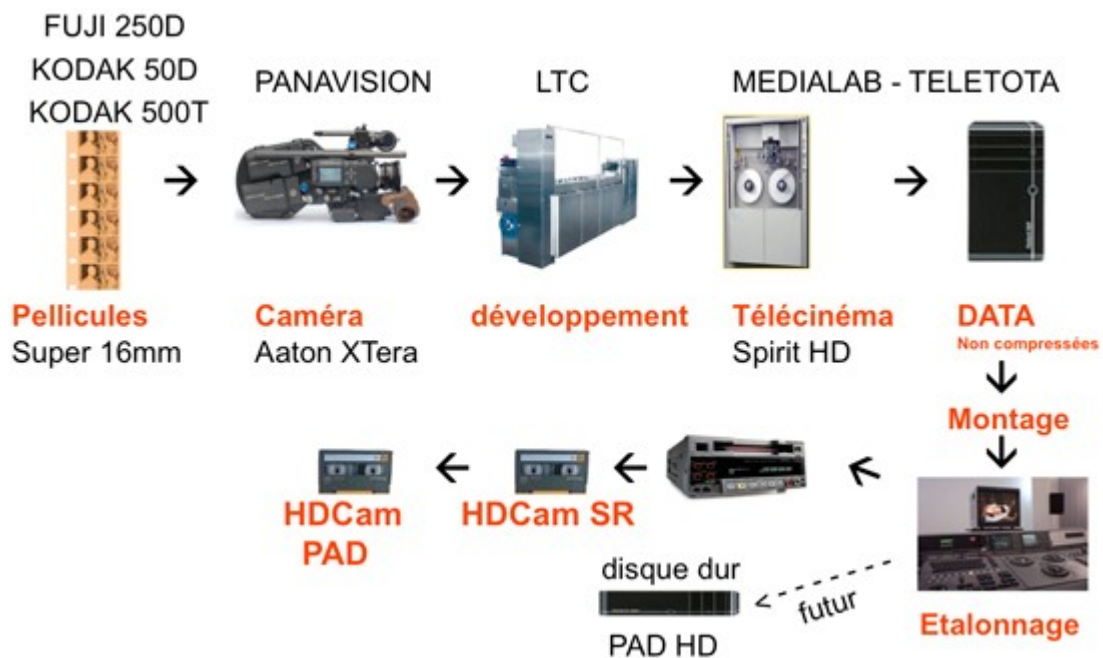 FUJI 250D
KODAK 50D
KODAK 500T
PANAVISION
LTC
MEDIALAB - TELETOTA
Pellicules
Super 16mm
Caméra
Aaton XTera
développement
Télécinéma
Spirit HD
DATA
Non compressées
Montage
HDCam
PAD
HDCam SR
disque dur
futur
PAD HD
Etalonnage